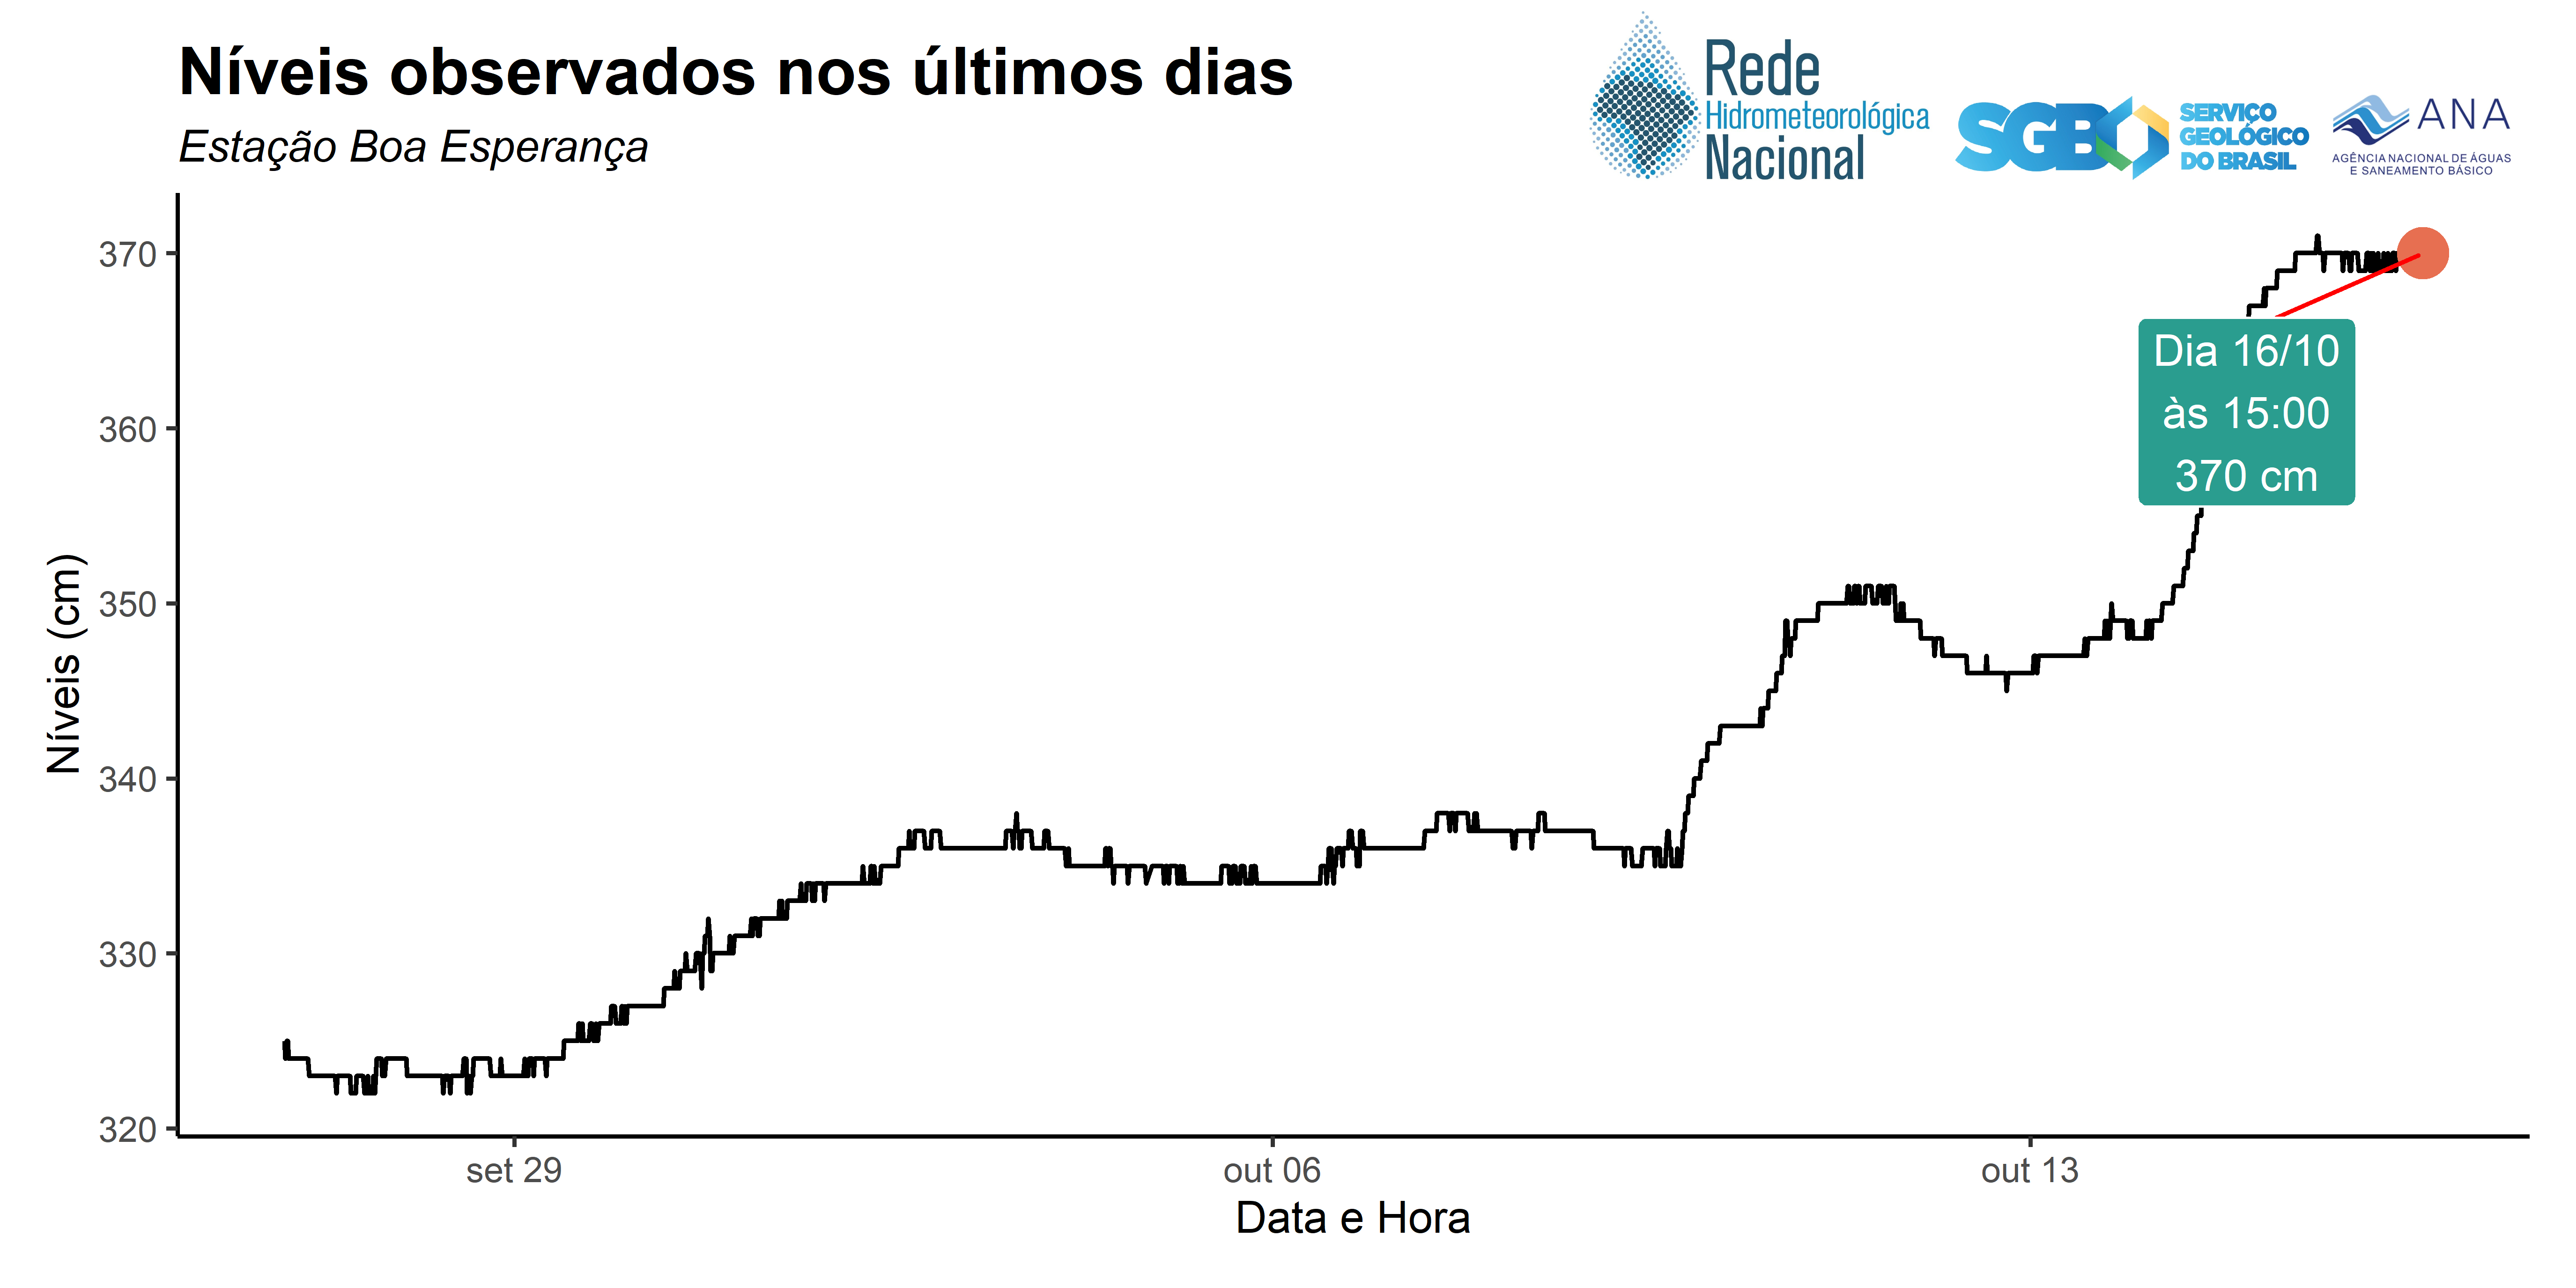 Níveis observados nos últimos dias
Estação Boa Esperança
Rede
Hidrometeorológica
Nacional
SGB
SERVIÇO
GEOLÓGICO
DO BRASIL
ANA
AGÊNCIA NACIONAL DE ÁGUAS
E SANEAMENTO BÁSICO
Níveis (cm)
370
360
350
340
330
320
Dia 16/10
às 15:00
370 cm
set 29
out 06
out 13
Data e Hora